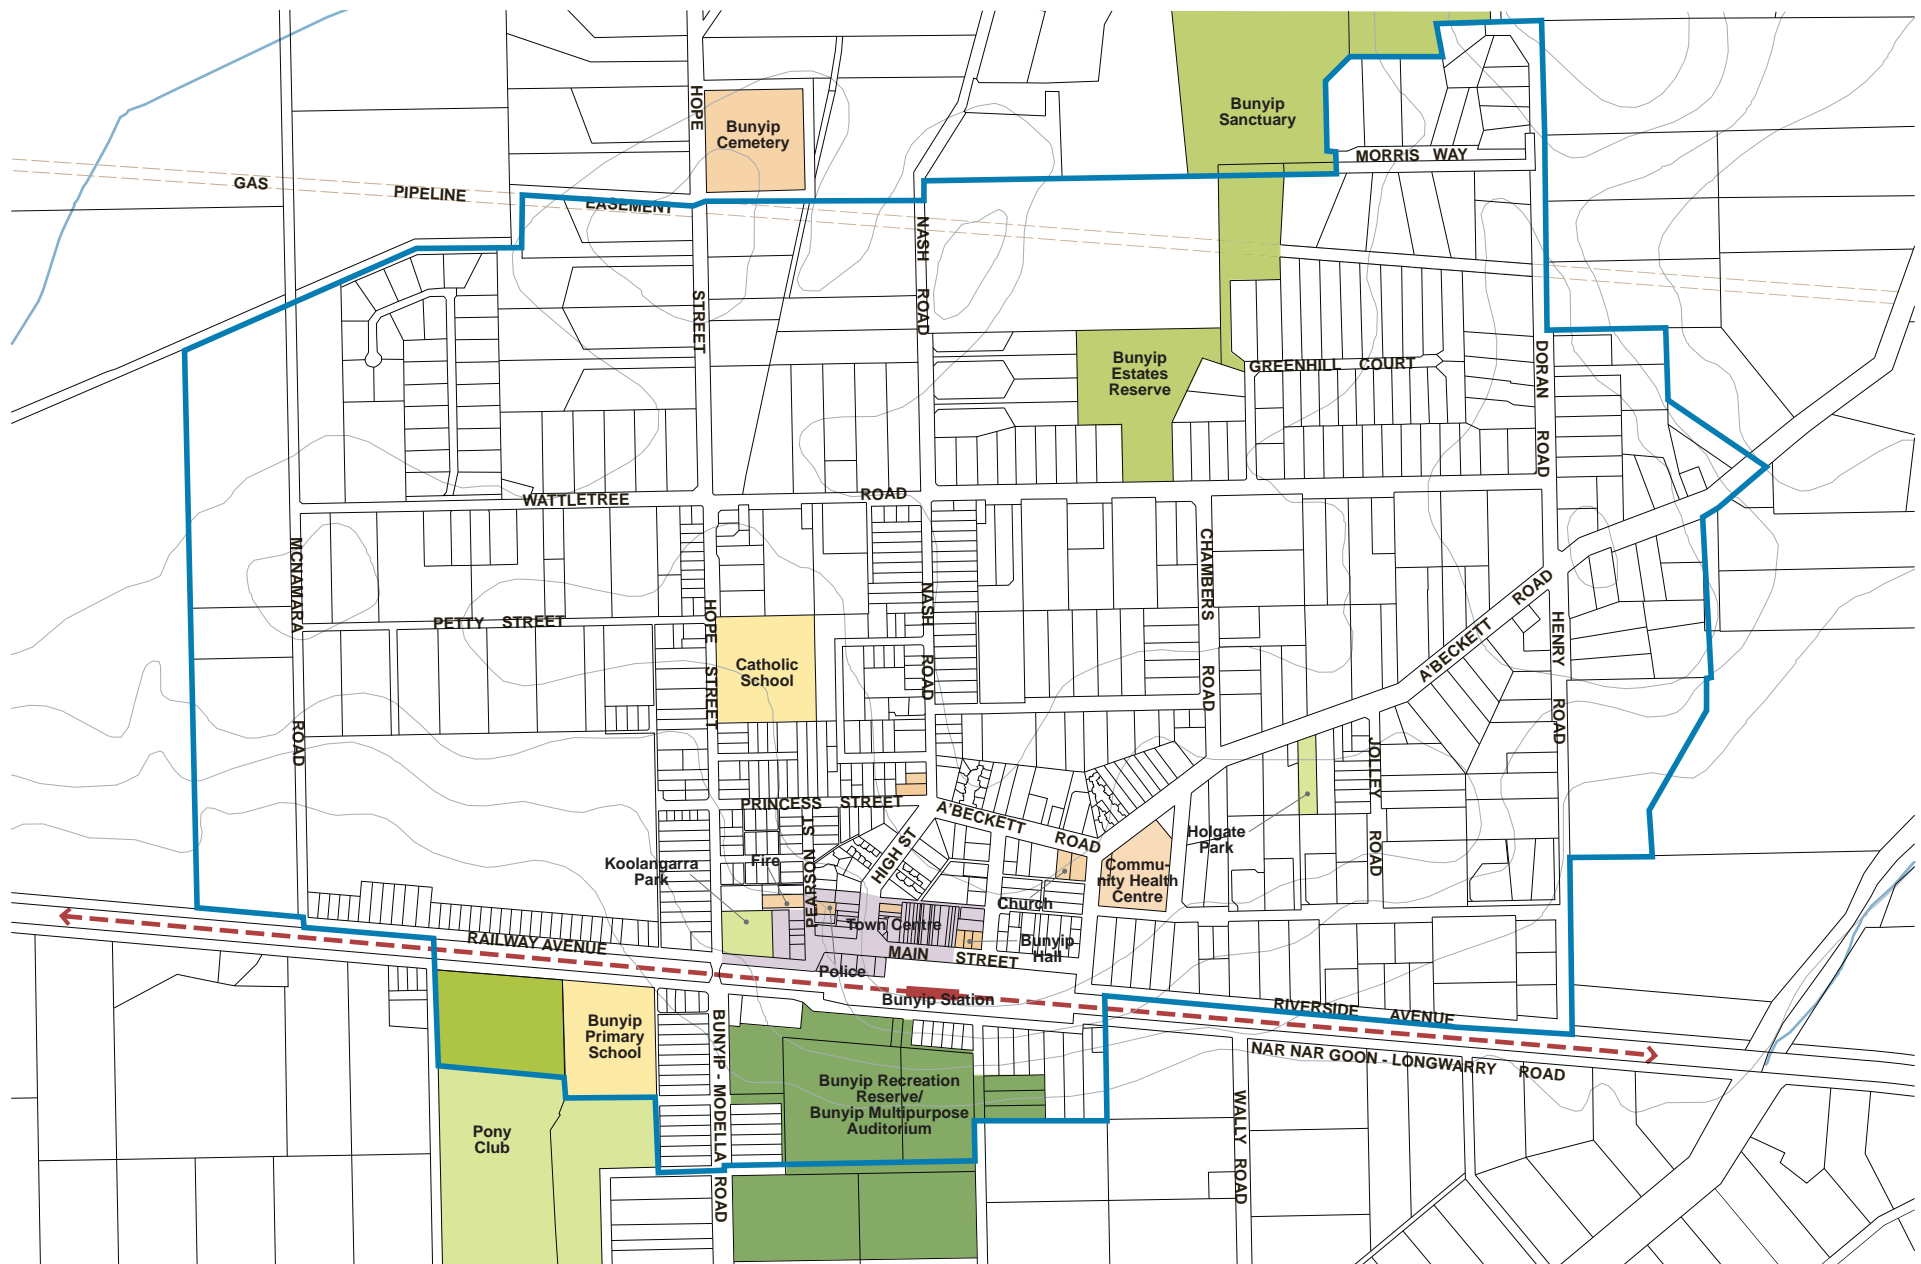 HOPE
Bunyip
Cemetery
Bunyip
Sanctuary
MORRIS WAY
GAS PIPELINE EASEMENT
NASH
ROAD
STREET
Bunyip
Estates
Reserve
GREENHILL COURT
DORAN
ROAD
WATTLETREE ROAD
MCNAMARA
ROAD
PETTY STREET
HOPE
STREET
Catholic
School
NASH
ROAD
CHAMBERS
ROAD
A'BECKETT ROAD
HENRY
ROAD
JOLLEY
ROAD
PRINCESS STREET
A'BECKETT ROAD
PEARSON ST
HIGH ST
Holgate
Park
Koolangarra
Park
Fire
Commu-
nity Health
Centre
Church
Town Centre
Bunyip
Hall
MAIN STREET
Police
RAILWAY AVENUE
Bunyip Station
RIVERSIDE AVENUE
NAR NAR GOON - LONGWARRY ROAD
Bunyip
Primary
School
BUNYIP - MODELLA ROAD
Bunyip Recreation
Reserve/
Bunyip Multipurpose
Auditorium
WALLY ROAD
Pony
Club